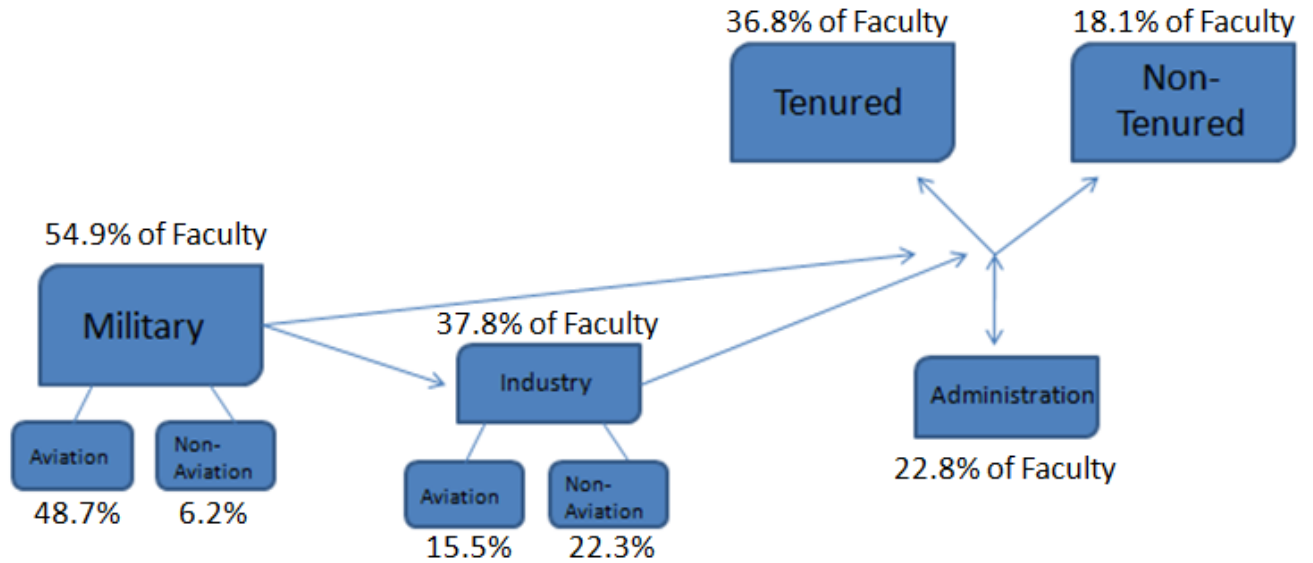 36.8% of Faculty
Tenured
18.1% of Faculty
Non-
Tenured
54.9% of Faculty
Military
Aviation
48.7%
Non-
Aviation
6.2%
37.8% of Faculty
Industry
Aviation
15.5%
Non-
Aviation
22.3%
Administration
22.8% of Faculty